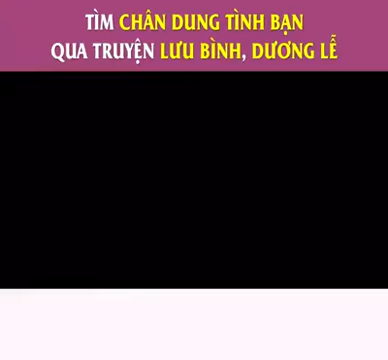 TÌM CHÂN DUNG TÌNH BẠN
QUA TRUYỆN LƯU BÌNH, DƯƠNG LỄ